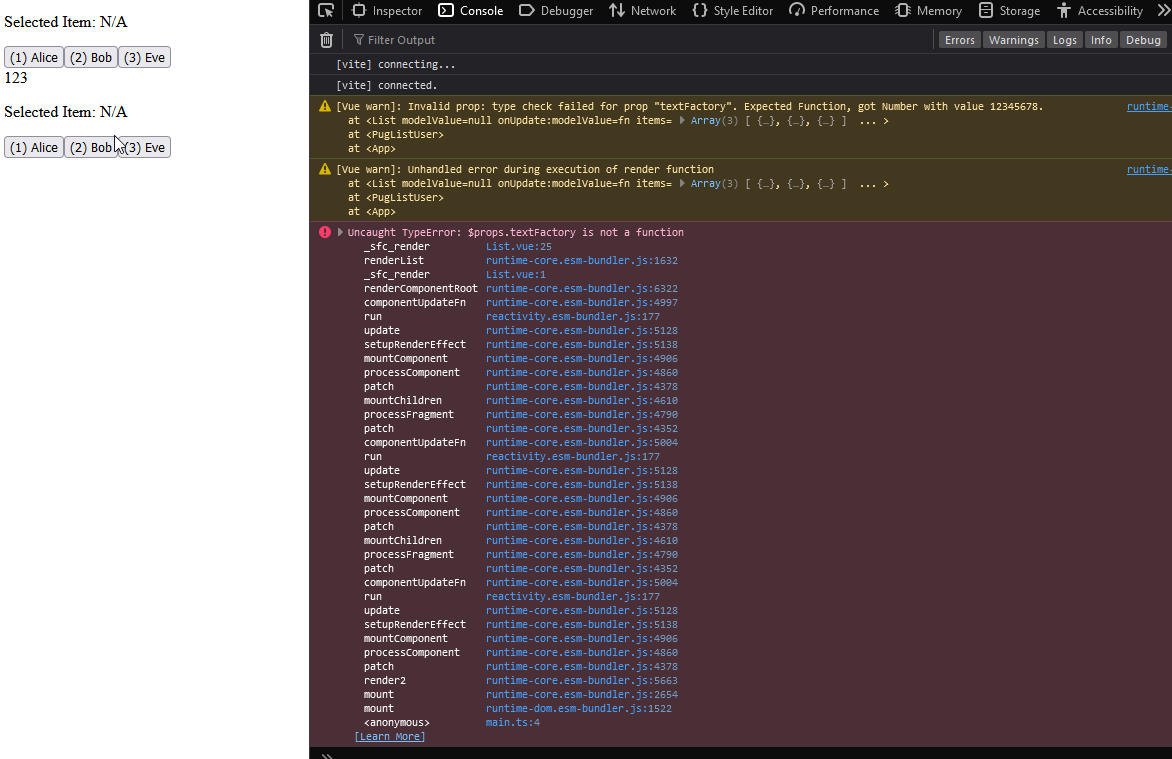 Selected Item: N/A
(1) Alice (2) Bob (3) Eve
123
Selected Item: N/A
(1) Alice (2) Bob (3) Eve
Inspector Console Debugger Network Style Editor Performance Memory Storage Accessibility
Filter Output Errors Warnings Logs Info Debug
[vite] connecting...
[vite] connected.
[Vue warn]: Invalid prop: type check failed for prop "textFactory". Expected Function, got Number with value 12345678. runtime-
at <List modelValue=null onUpdate:modelValue=fn items= Array(3) [ {…}, {…}, {…} ] ... >
at <PugListUser>
at <App>
[Vue warn]: Unhandled error during execution of render function runtime-
at <List modelValue=null onUpdate:modelValue=fn items= Array(3) [ {…}, {…}, {…} ] ... >
at <PugListUser>
at <App>
Uncaught TypeError: $props.textFactory is not a function
_sfc_render List.vue:25
renderList runtime-core.esm-bundler.js:1632
_sfc_render List.vue:1
renderComponentRoot runtime-core.esm-bundler.js:6322
componentUpdateFn runtime-core.esm-bundler.js:4997
run reactivity.esm-bundler.js:177
update runtime-core.esm-bundler.js:5128
setupRenderEffect runtime-core.esm-bundler.js:5138
mountComponent runtime-core.esm-bundler.js:4906
processComponent runtime-core.esm-bundler.js:4860
patch runtime-core.esm-bundler.js:4378
mountChildren runtime-core.esm-bundler.js:4610
processFragment runtime-core.esm-bundler.js:4790
patch runtime-core.esm-bundler.js:4352
componentUpdateFn runtime-core.esm-bundler.js:5004
run reactivity.esm-bundler.js:177
update runtime-core.esm-bundler.js:5128
setupRenderEffect runtime-core.esm-bundler.js:5138
mountComponent runtime-core.esm-bundler.js:4906
processComponent runtime-core.esm-bundler.js:4860
patch runtime-core.esm-bundler.js:4378
mountChildren runtime-core.esm-bundler.js:4610
processFragment runtime-core.esm-bundler.js:4790
patch runtime-core.esm-bundler.js:4352
componentUpdateFn runtime-core.esm-bundler.js:5004
run reactivity.esm-bundler.js:177
update runtime-core.esm-bundler.js:5128
setupRenderEffect runtime-core.esm-bundler.js:5138
mountComponent runtime-core.esm-bundler.js:4906
processComponent runtime-core.esm-bundler.js:4860
patch runtime-core.esm-bundler.js:4378
render2 runtime-core.esm-bundler.js:5663
mount runtime-core.esm-bundler.js:2654
mount runtime-dom.esm-bundler.js:1522
<anonymous> main.ts:4
[Learn More]